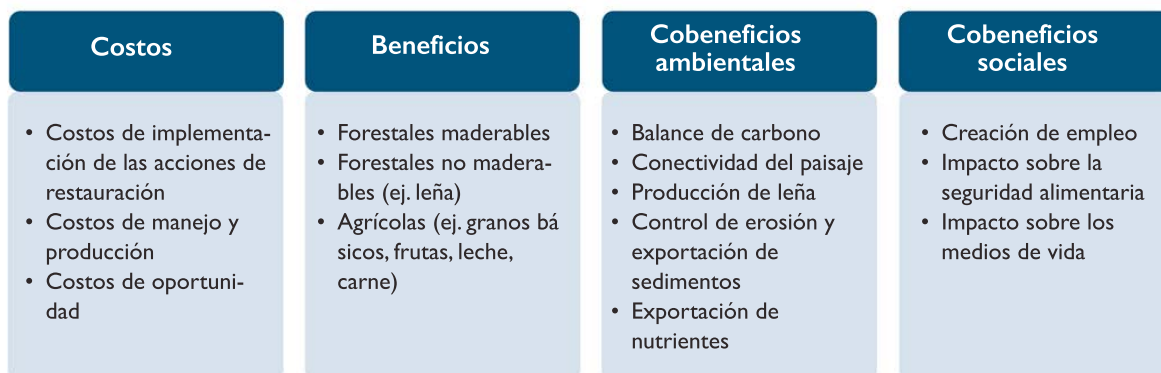 Costos
• Costos de implementa-
ción de las acciones de
restauración
• Costos de manejo y
producción
• Costos de oportuni-
dad
Beneficios
• Forestales maderables
• Forestales no madera-
bles (ej. leña)
• Agrícolas (ej. granos bá
sicos, frutas, leche,
carne)
Cobeneficios
ambientales
• Balance de carbono
• Conectividad del paisaje
• Producción de leña
• Control de erosión y
exportación de
sedimentos
• Exportación de
nutrientes
Cobeneficios
sociales
• Creación de empleo
• Impacto sobre la
seguridad alimentaria
• Impacto sobre los
medios de vida